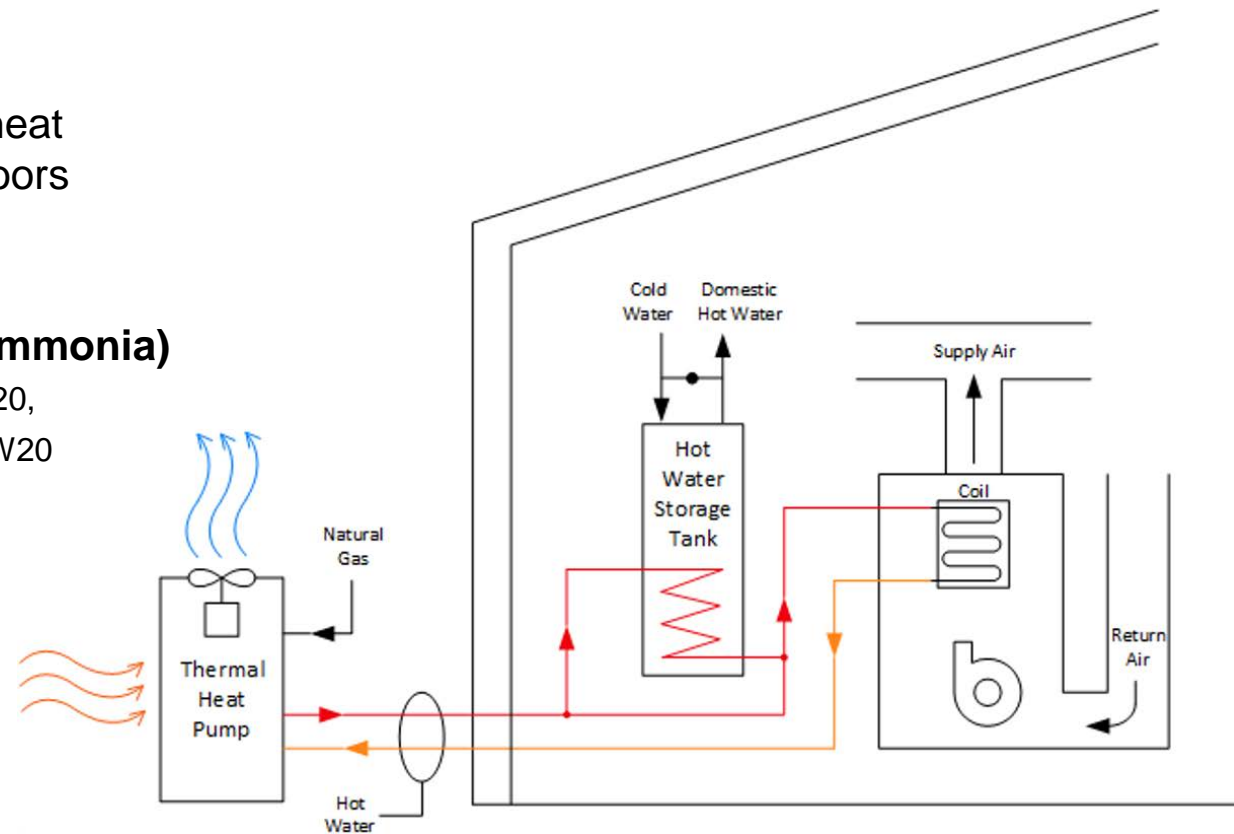 heat
oors
mmonia)
20,
V20
Cold
Water
Domestic
Hot Water
Supply Air
Hot
Water
Storage
Tank
Coil
Natural
Gas
Return
Air
Thermal
Heat
Pump
Hot
Water